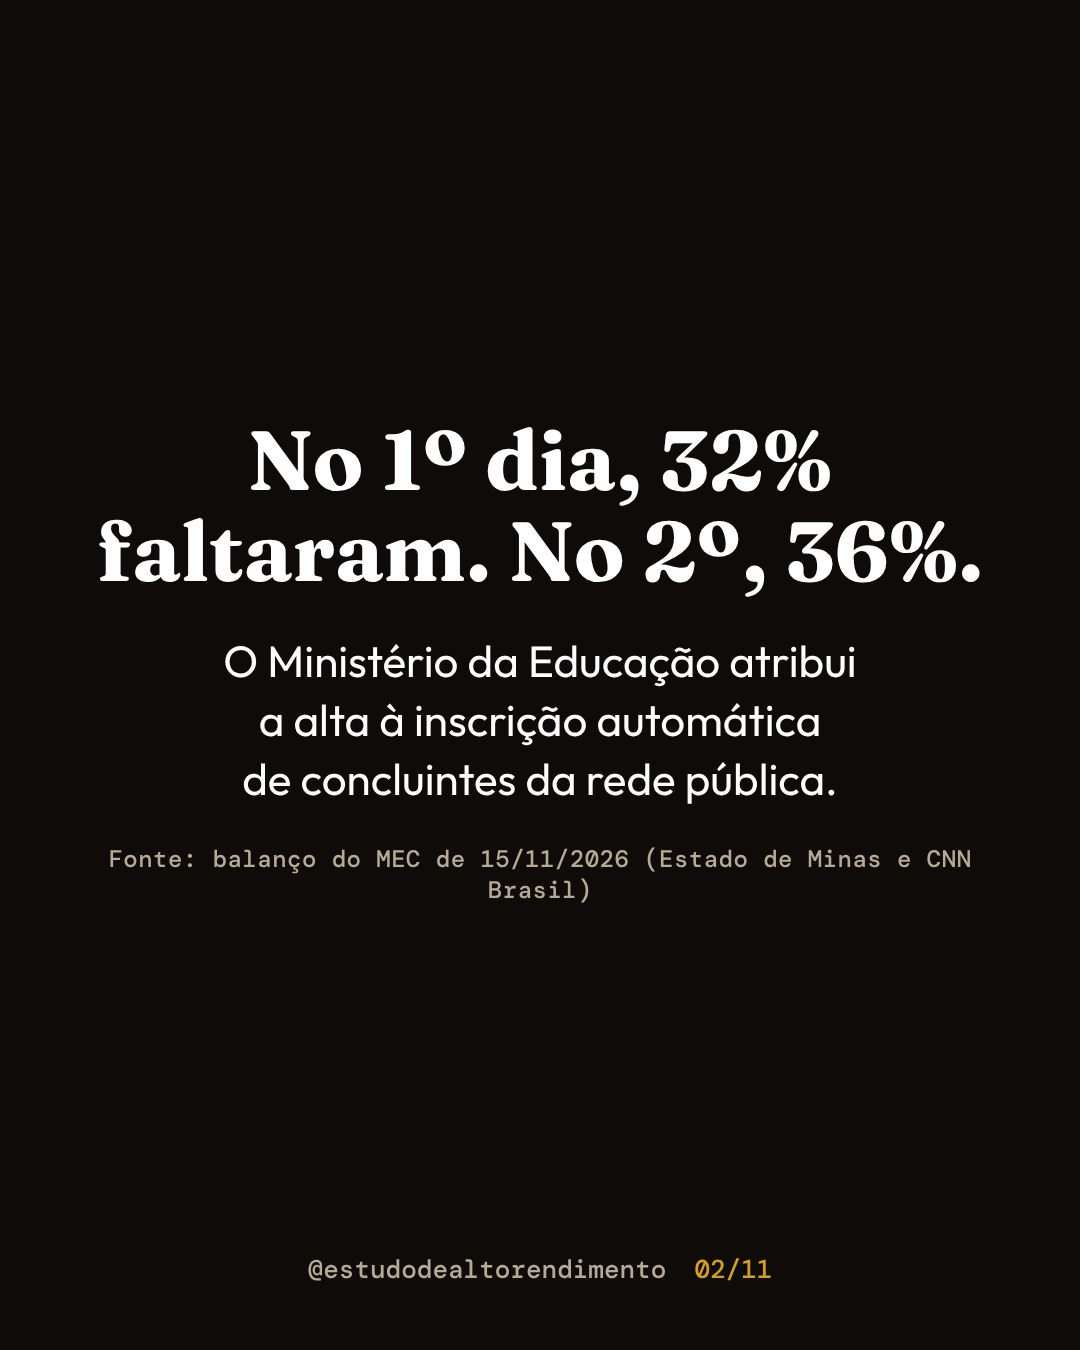 No 1º dia, 32%
faltaram. No 2º, 36%.
O Ministério da Educação atribui
a alta à inscrição automática
de concluintes da rede pública.
Fonte: balanço do MEC de 15/11/2026 (Estado de Minas e CNN
Brasil)
@estudodealtorendimento 02/11